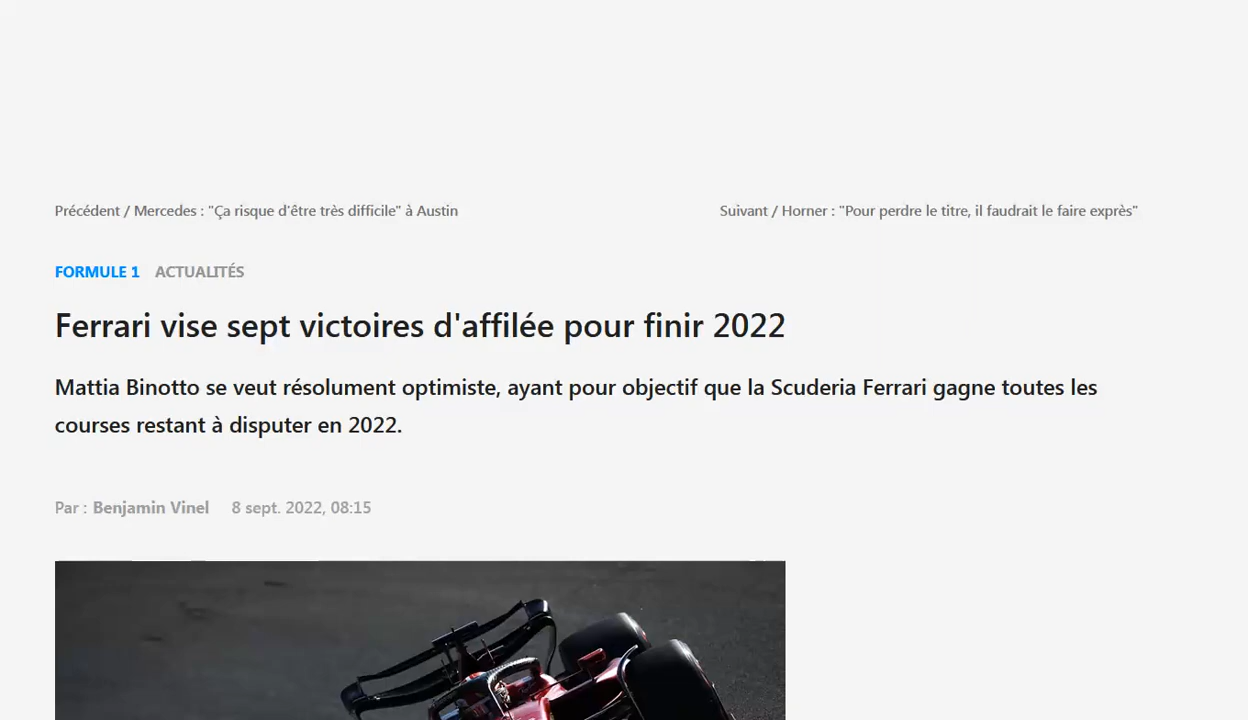 Précédent / Mercedes : "Ça risque d'être très difficile" à Austin
Suivant / Horner : "Pour perdre le titre, il faudrait le faire exprès"
FORMULE 1 ACTUALITÉS
Ferrari vise sept victoires d'affilée pour finir 2022
Mattia Binotto se veut résolument optimiste, ayant pour objectif que la Scuderia Ferrari gagne toutes les
courses restant à disputer en 2022.
Par : Benjamin Vinel 8 sept. 2022, 08:15